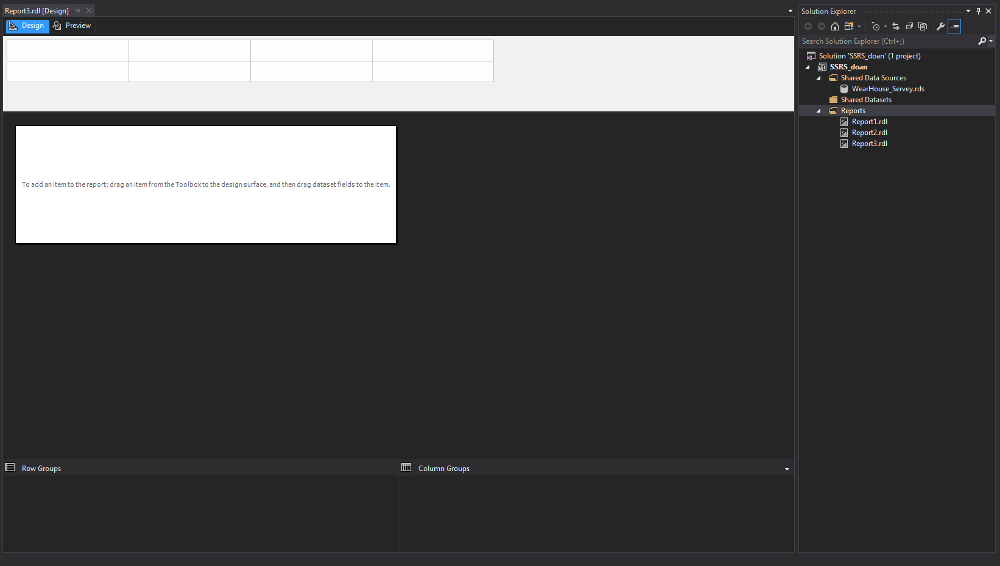 Report3.rdl [Design]
Design
Preview
To add an item to the report: drag an item from the Toolbox to the design surface, and then drag dataset fields to the item.
Row Groups
Column Groups
Solution Explorer
Search Solution Explorer (Ctrl+;)
Solution 'SSRS_doan' (1 project)
SSRS_doan
Shared Data Sources
WearHouse_Servey.rds
Shared Datasets
Reports
Report1.rdl
Report2.rdl
Report3.rdl